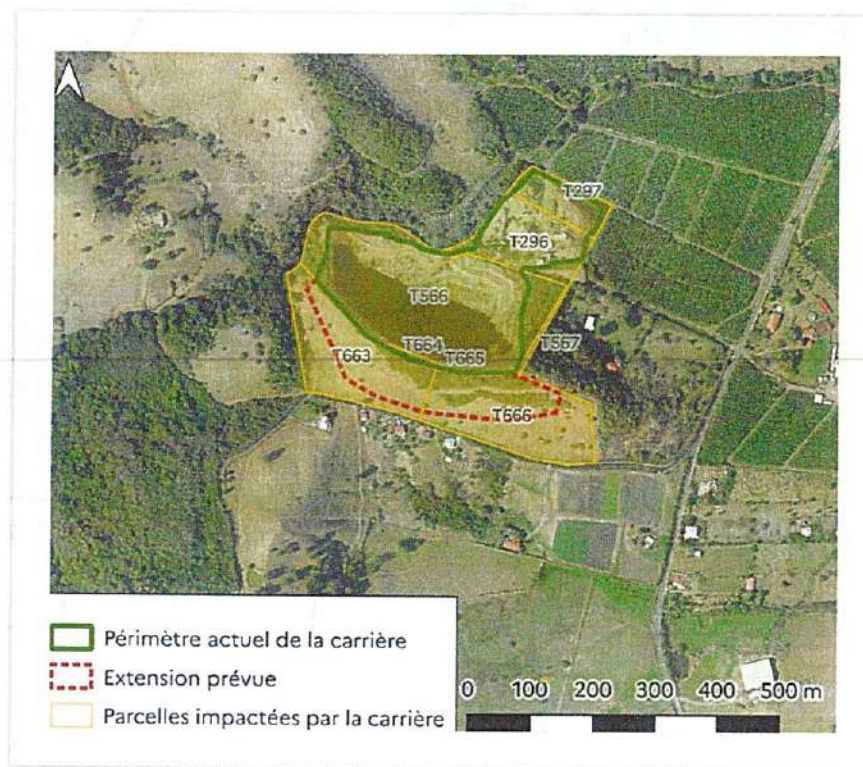 T297
T296
T566
T567
T664
T665
T663
T666
Périmètre actuel de la carrière
Extension prévue
Parcelles impactées par la carrière
0 100 200 300 400 500 m